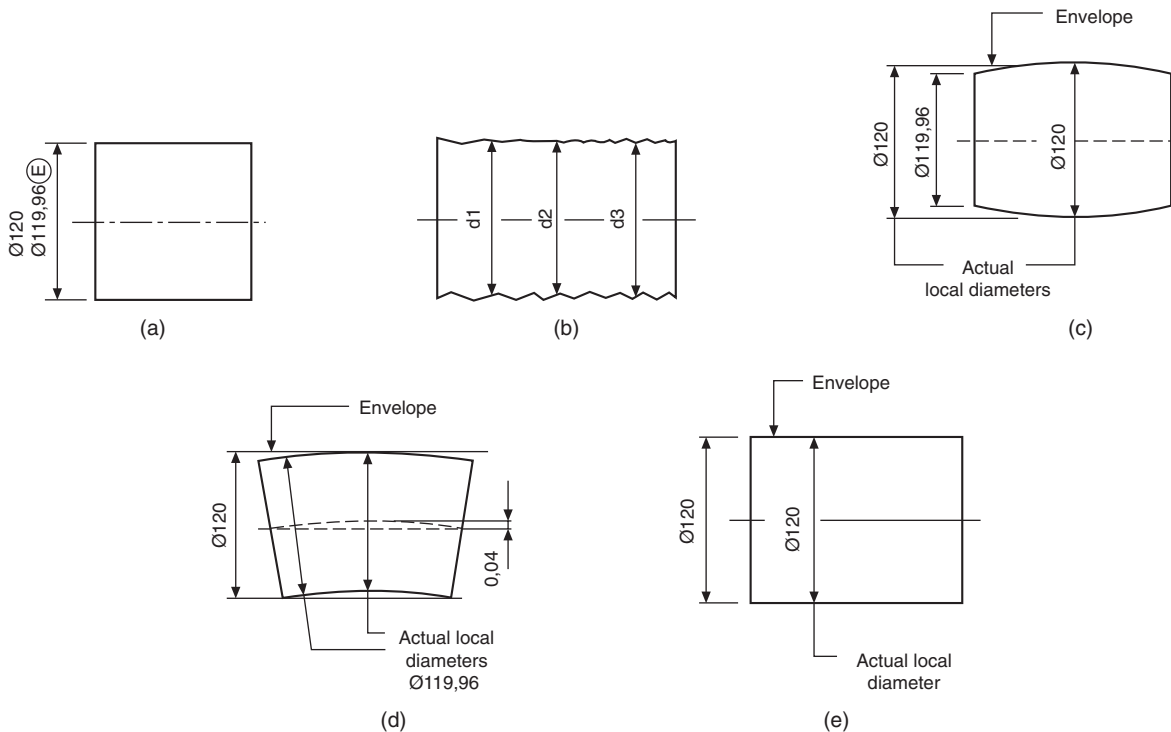 Ø120
Ø119,96Ⓔ
(a)
d1
d2
d3
(b)
Envelope
Ø120
Ø119,96
Ø120
Actual
local diameters
(c)
Envelope
Ø120
0,04
Actual local
diameters
Ø119,96
(d)
Envelope
Ø120
Ø120
Actual local
diameter
(e)